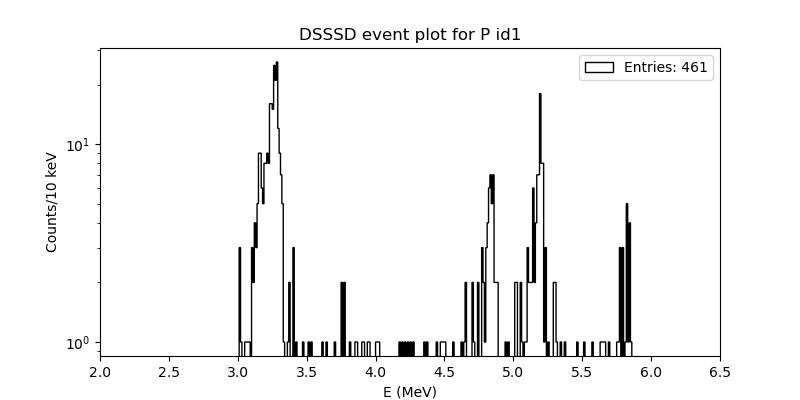 DSSSD event plot for P id1
Entries: 461
Counts/10 keV
10¹
10⁰
2.0 2.5 3.0 3.5 4.0 4.5 5.0 5.5 6.0 6.5
E (MeV)